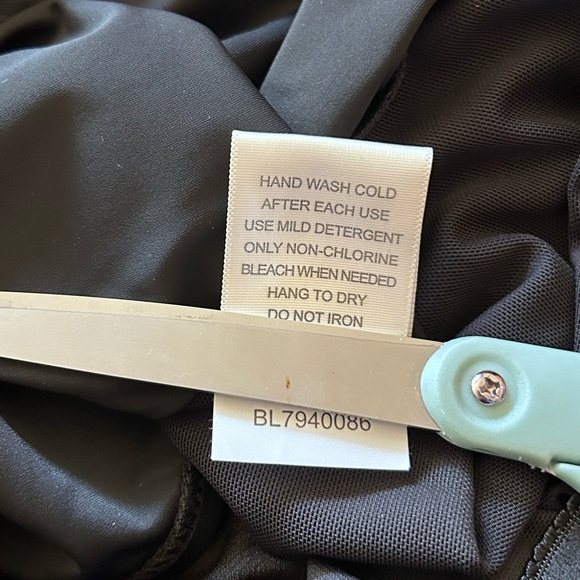 HAND WASH COLD
AFTER EACH USE
USE MILD DETERGENT
ONLY NON-CHLORINE
BLEACH WHEN NEEDED
HANG TO DRY
DO NOT IRON
BL7940086